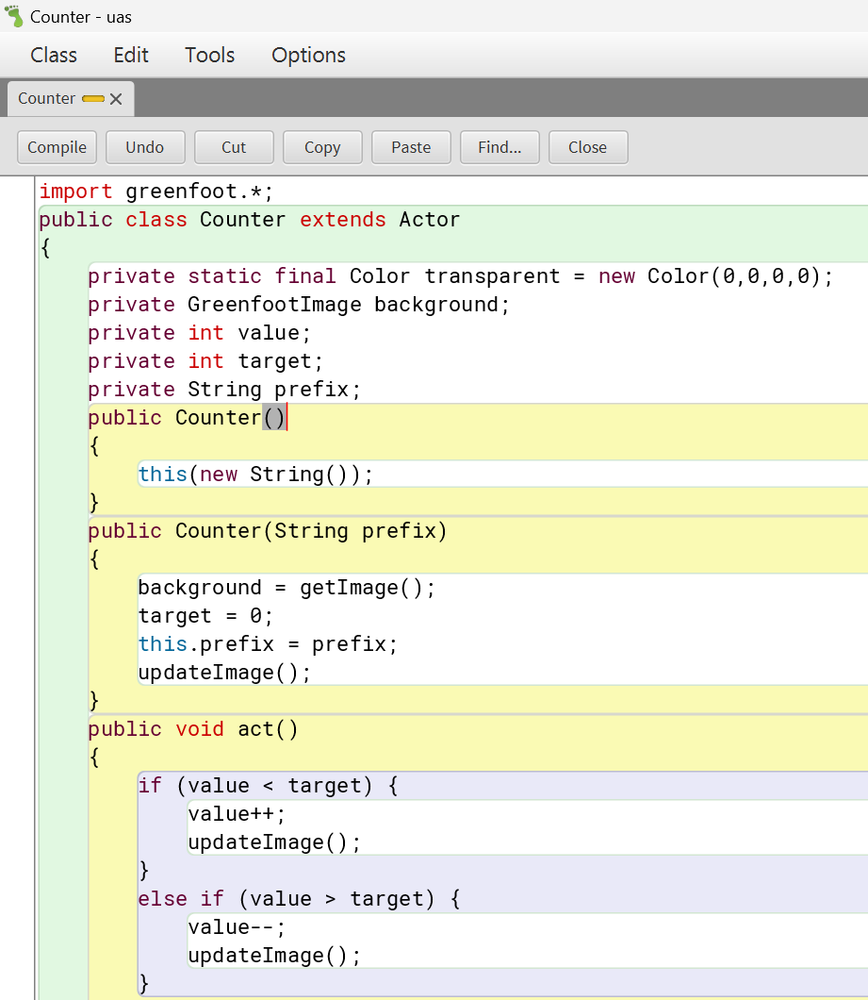 Counter - uas
Class Edit Tools Options
Counter
Compile Undo Cut Copy Paste Find... Close
import greenfoot.*;
public class Counter extends Actor
{
    private static final Color transparent = new Color(0,0,0,0);
    private GreenfootImage background;
    private int value;
    private int target;
    private String prefix;
    public Counter()
    {
        this(new String());
    }
    public Counter(String prefix)
    {
        background = getImage();
        target = 0;
        this.prefix = prefix;
        updateImage();
    }
    public void act()
    {
        if (value < target) {
            value++;
            updateImage();
        }
        else if (value > target) {
            value--;
            updateImage();
        }